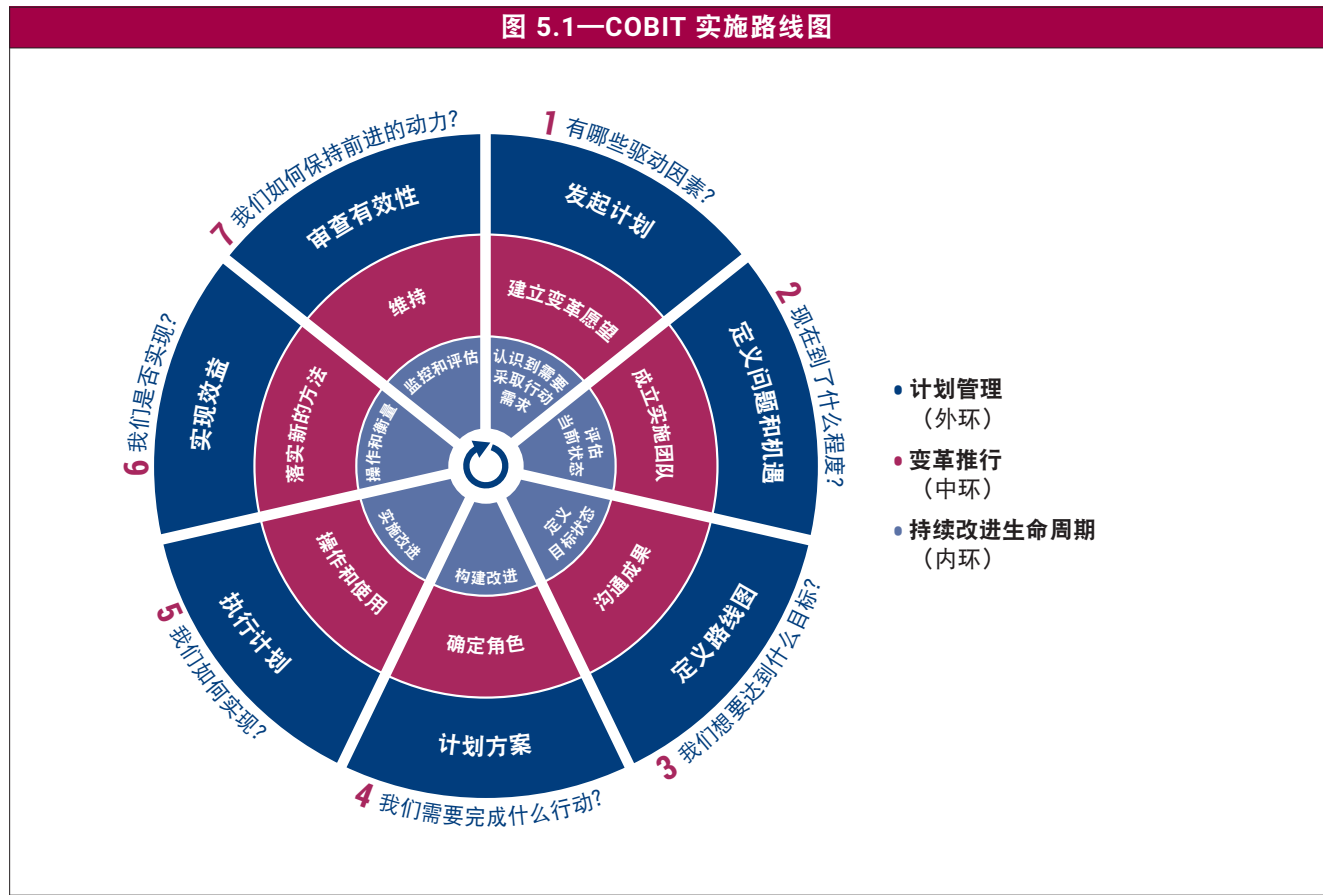 图 5.1—COBIT 实施路线图
1 有哪些驱动因素?
2 现在到了什么程度?
3 我们想要达到什么目标?
4 我们需要完成什么行动?
5 我们如何实现?
6 我们是否实现?
7 我们如何保持前进的动力?
发起计划
定义问题和机遇
定义路线图
计划方案
执行计划
实现效益
审查有效性
建立变革愿望
成立实施团队
沟通成果
确定角色
操作和使用
落实新的方法
维持
认识到需要
采取行动
需求
评估
当前状态
定义
目标状态
构建改进
实施改进
操作和衡量
监控和评估
• 计划管理
（外环）
• 变革推行
（中环）
• 持续改进生命周期
（内环）